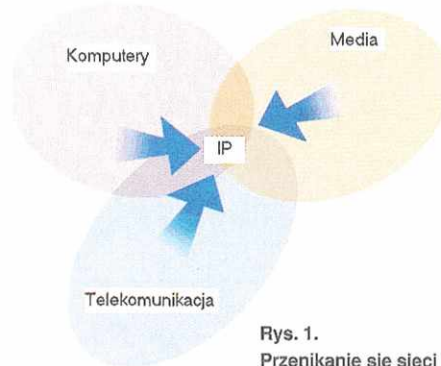 Komputery
Media
IP
Telekomunikacja
Rys. 1.
Przenikanie się sieci